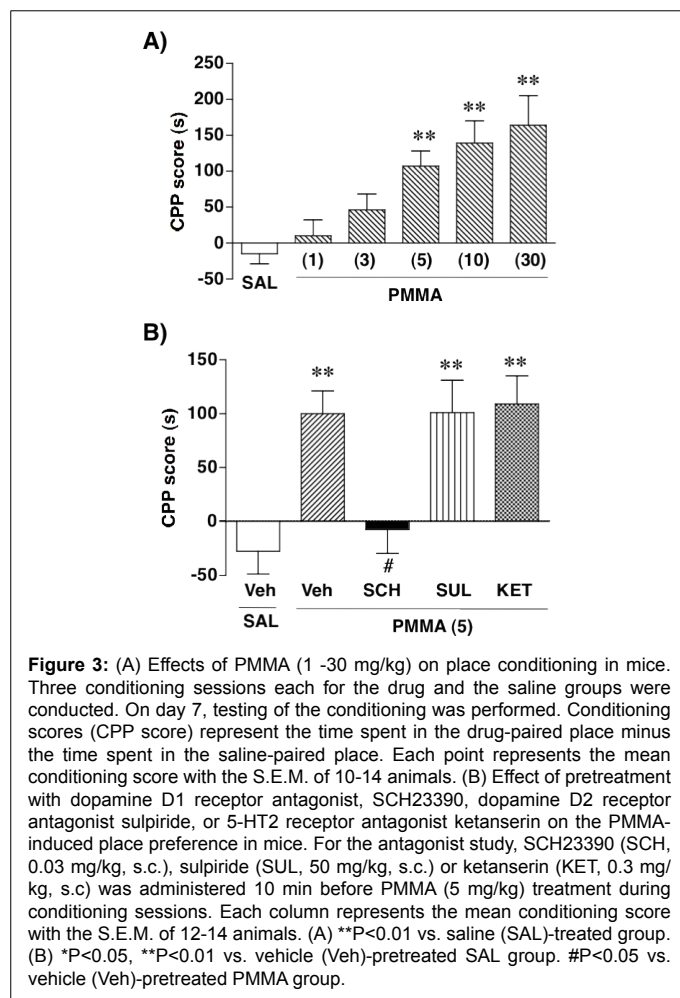 A)
250
200
150
100
50
0
-50
CPP score (s)
** ** **
SAL (1) (3) (5) (10) (30)
PMMA
B)
150
100
50
0
-50
CPP score (s)
** ** **
#
Veh Veh SCH SUL KET
SAL PMMA (5)
Figure 3: (A) Effects of PMMA (1 -30 mg/kg) on place conditioning in mice.
Three conditioning sessions each for the drug and the saline groups were
conducted. On day 7, testing of the conditioning was performed. Conditioning
scores (CPP score) represent the time spent in the drug-paired place minus
the time spent in the saline-paired place. Each point represents the mean
conditioning score with the S.E.M. of 10-14 animals. (B) Effect of pretreatment
with dopamine D1 receptor antagonist, SCH23390, dopamine D2 receptor
antagonist sulpiride, or 5-HT2 receptor antagonist ketanserin on the PMMA-
induced place preference in mice. For the antagonist study, SCH23390 (SCH,
0.03 mg/kg, s.c.), sulpiride (SUL, 50 mg/kg, s.c.) or ketanserin (KET, 0.3 mg/
kg, s.c) was administered 10 min before PMMA (5 mg/kg) treatment during
conditioning sessions. Each column represents the mean conditioning score
with the S.E.M. of 12-14 animals. (A) **P<0.01 vs. saline (SAL)-treated group.
(B) *P<0.05, **P<0.01 vs. vehicle (Veh)-pretreated SAL group. #P<0.05 vs.
vehicle (Veh)-pretreated PMMA group.